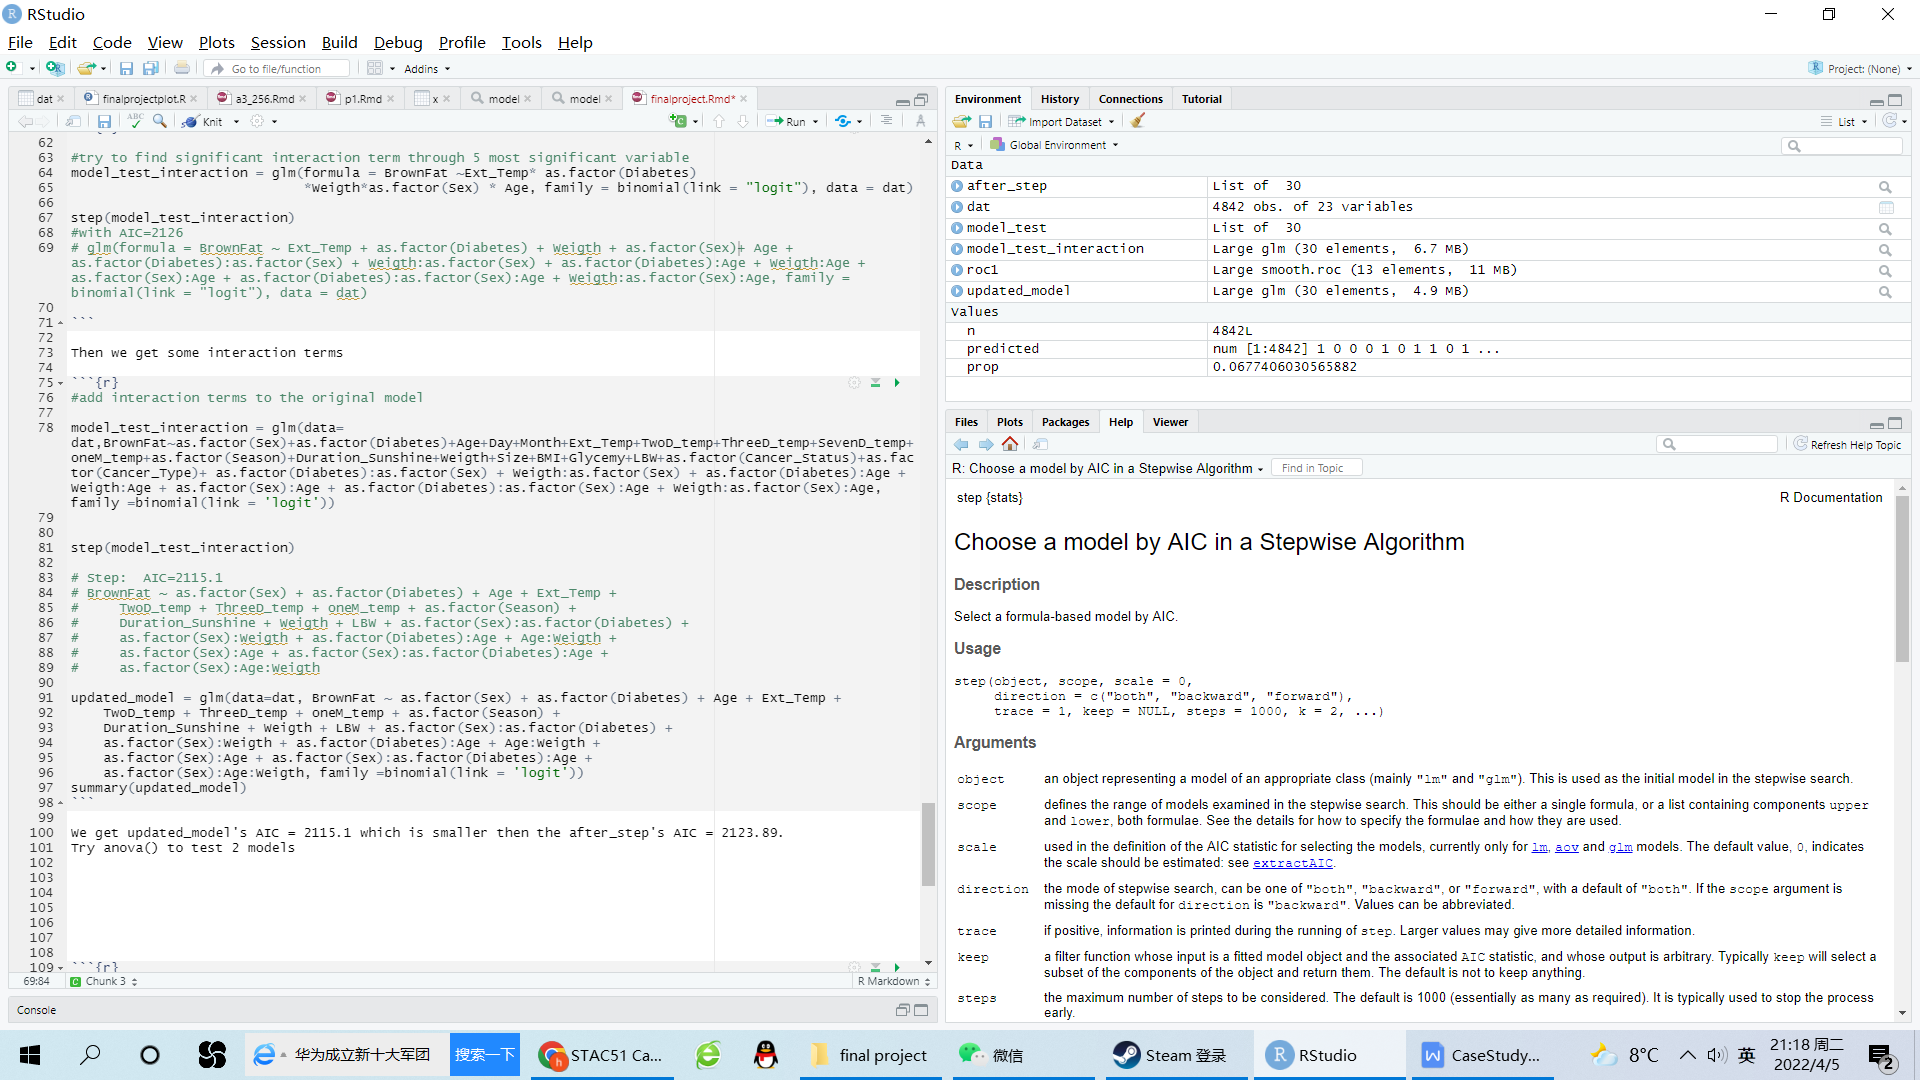 RStudio
File Edit Code View Plots Session Build Debug Profile Tools Help
Go to file/function Addins Project: (None)
dat finalprojectplot.R a3_256.Rmd p1.Rmd x model model finalproject.Rmd*
ABC Knit Run
62
63 #try to find significant interaction term through 5 most significant variable
64 model_test_interaction = glm(formula = BrownFat ~Ext_Temp* as.factor(Diabetes)
65 *Weigth*as.factor(Sex) * Age, family = binomial(link = "logit"), data = dat)
66
67 step(model_test_interaction)
68 #with AIC=2126
69 # glm(formula = BrownFat ~ Ext_Temp + as.factor(Diabetes) + Weigth + as.factor(Sex)+ Age +
as.factor(Diabetes):as.factor(Sex) + Weigth:as.factor(Sex) + as.factor(Diabetes):Age + Weigth:Age +
as.factor(Sex):Age + as.factor(Diabetes):as.factor(Sex):Age + Weigth:as.factor(Sex):Age, family =
binomial(link = "logit"), data = dat)
70
71 ```
72
73 Then we get some interaction terms
74
75 ```{r}
76 #add interaction terms to the original model
77
78 model_test_interaction = glm(data=
dat,BrownFat~as.factor(Sex)+as.factor(Diabetes)+Age+Day+Month+Ext_Temp+TwoD_temp+ThreeD_temp+SevenD_temp+
oneM_temp+as.factor(Season)+Duration_Sunshine+Weigth+Size+BMI+Glycemy+LBW+as.factor(Cancer_Status)+as.fac
tor(Cancer_Type)+ as.factor(Diabetes):as.factor(Sex) + Weigth:as.factor(Sex) + as.factor(Diabetes):Age +
Weigth:Age + as.factor(Sex):Age + as.factor(Diabetes):as.factor(Sex):Age + Weigth:as.factor(Sex):Age,
family =binomial(link = 'logit'))
79
80
81 step(model_test_interaction)
82
83 # Step:  AIC=2115.1
84 # BrownFat ~ as.factor(Sex) + as.factor(Diabetes) + Age + Ext_Temp +
85 #     TwoD_temp + ThreeD_temp + oneM_temp + as.factor(Season) +
86 #     Duration_Sunshine + Weigth + LBW + as.factor(Sex):as.factor(Diabetes) +
87 #     as.factor(Sex):Weigth + as.factor(Diabetes):Age + Age:Weigth +
88 #     as.factor(Sex):Age + as.factor(Sex):as.factor(Diabetes):Age +
89 #     as.factor(Sex):Age:Weigth
90
91 updated_model = glm(data=dat, BrownFat ~ as.factor(Sex) + as.factor(Diabetes) + Age + Ext_Temp +
92 TwoD_temp + ThreeD_temp + oneM_temp + as.factor(Season) +
93 Duration_Sunshine + Weigth + LBW + as.factor(Sex):as.factor(Diabetes) +
94 as.factor(Sex):Weigth + as.factor(Diabetes):Age + Age:Weigth +
95 as.factor(Sex):Age + as.factor(Sex):as.factor(Diabetes):Age +
96 as.factor(Sex):Age:Weigth, family =binomial(link = 'logit'))
97 summary(updated_model)
98 ```
99
100 We get updated_model's AIC = 2115.1 which is smaller then the after_step's AIC = 2123.89.
101 Try anova() to test 2 models
102
103
104
105
106
107
108
109 ```{r}
69:84 Chunk 3 R Markdown
Console
Environment History Connections Tutorial
Import Dataset List
R Global Environment
Data
after_step List of  30
dat 4842 obs. of 23 variables
model_test List of  30
model_test_interaction Large glm (30 elements,  6.7 MB)
roc1 Large smooth.roc (13 elements,  11 MB)
updated_model Large glm (30 elements,  4.9 MB)
Values
n 4842L
predicted num [1:4842] 1 0 0 0 1 0 1 1 0 1 ...
prop 0.0677406030565882
Files Plots Packages Help Viewer
Refresh Help Topic
R: Choose a model by AIC in a Stepwise Algorithm Find in Topic
step {stats} R Documentation
Choose a model by AIC in a Stepwise Algorithm
Description
Select a formula-based model by AIC.
Usage
step(object, scope, scale = 0,
direction = c("both", "backward", "forward"),
trace = 1, keep = NULL, steps = 1000, k = 2, ...)
Arguments
object an object representing a model of an appropriate class (mainly "lm" and "glm"). This is used as the initial model in the stepwise search.
scope defines the range of models examined in the stepwise search. This should be either a single formula, or a list containing components upper
and lower, both formulae. See the details for how to specify the formulae and how they are used.
scale used in the definition of the AIC statistic for selecting the models, currently only for lm, aov and glm models. The default value, 0, indicates
the scale should be estimated: see extractAIC.
direction the mode of stepwise search, can be one of "both", "backward", or "forward", with a default of "both". If the scope argument is
missing the default for direction is "backward". Values can be abbreviated.
trace if positive, information is printed during the running of step. Larger values may give more detailed information.
keep a filter function whose input is a fitted model object and the associated AIC statistic, and whose output is arbitrary. Typically keep will select a
subset of the components of the object and return them. The default is not to keep anything.
steps the maximum number of steps to be considered. The default is 1000 (essentially as many as required). It is typically used to stop the process
early.
华为成立新十大军团 搜索一下 STAC51 Ca... final project 微信 Steam 登录 RStudio CaseStudy... 8°C 英 21:18 周二
2022/4/5 2